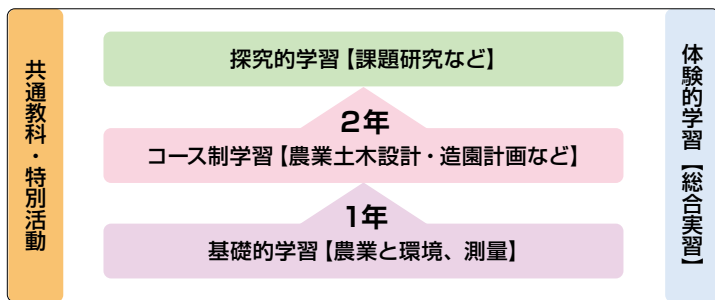 共通教科・特別活動
探究的学習【課題研究など】
2年
コース制学習【農業土木設計・造園計画など】
1年
基礎的学習【農業と環境、測量】
体験的学習【総合実習】